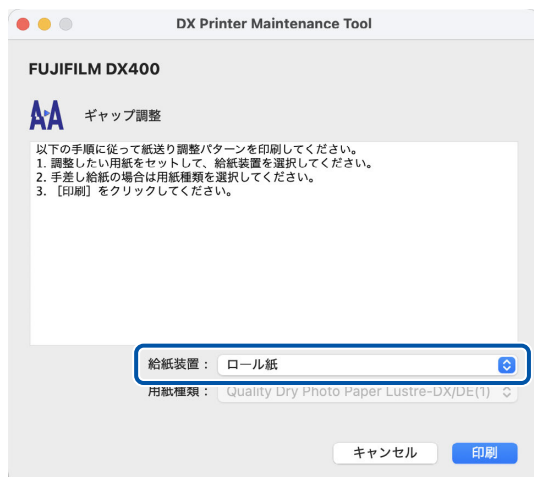 DX Printer Maintenance Tool
FUJIFILM DX400
ギャップ調整
以下の手順に従って紙送り調整パターンを印刷してください。
1. 調整したい用紙をセットして、給紙装置を選択してください。
2. 手差し給紙の場合は用紙種類を選択してください。
3. ［印刷］をクリックしてください。
給紙装置： ロール紙
用紙種類： Quality Dry Photo Paper Lustre-DX/DE(1)
キャンセル 印刷